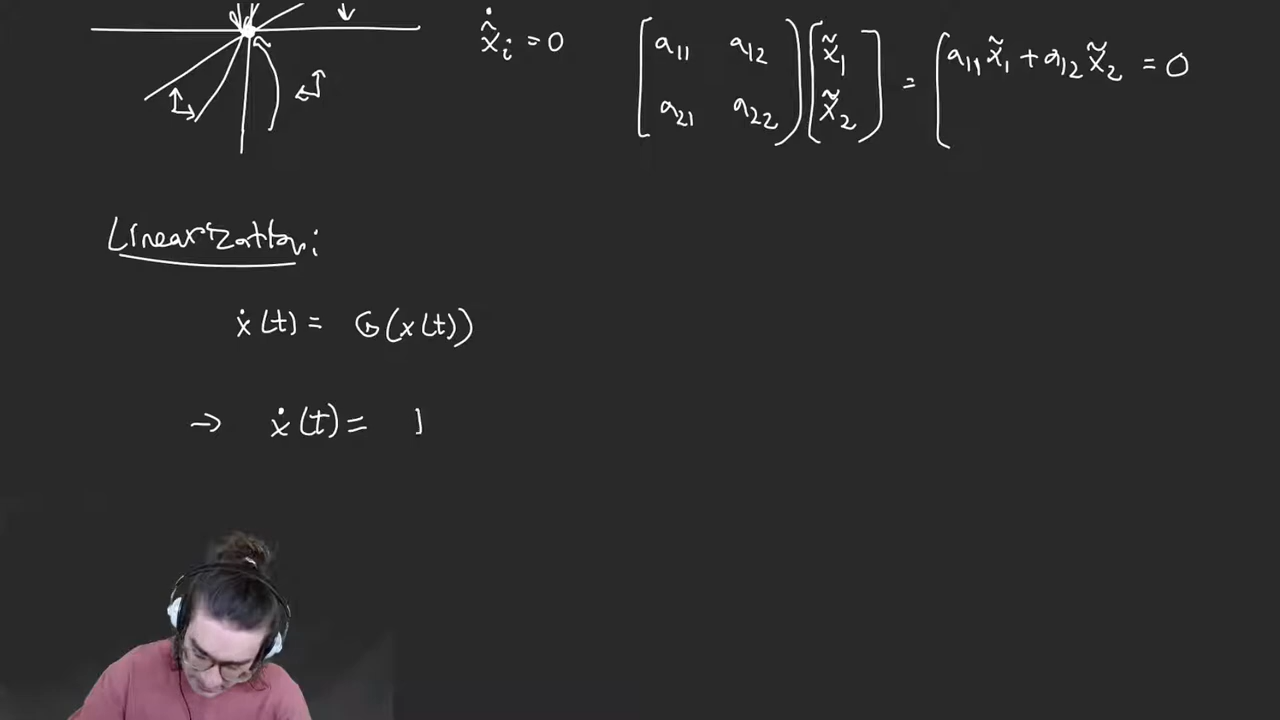 ẋ̃ᵢ = 0
[a₁₁ a₁₂; a₂₁ a₂₂] [x̃₁; x̃₂] = [a₁₁x̃₁ + a₁₂x̃₂ = 0
Linearization:
ẋ(t) = G(x(t))
→ ẋ(t) =